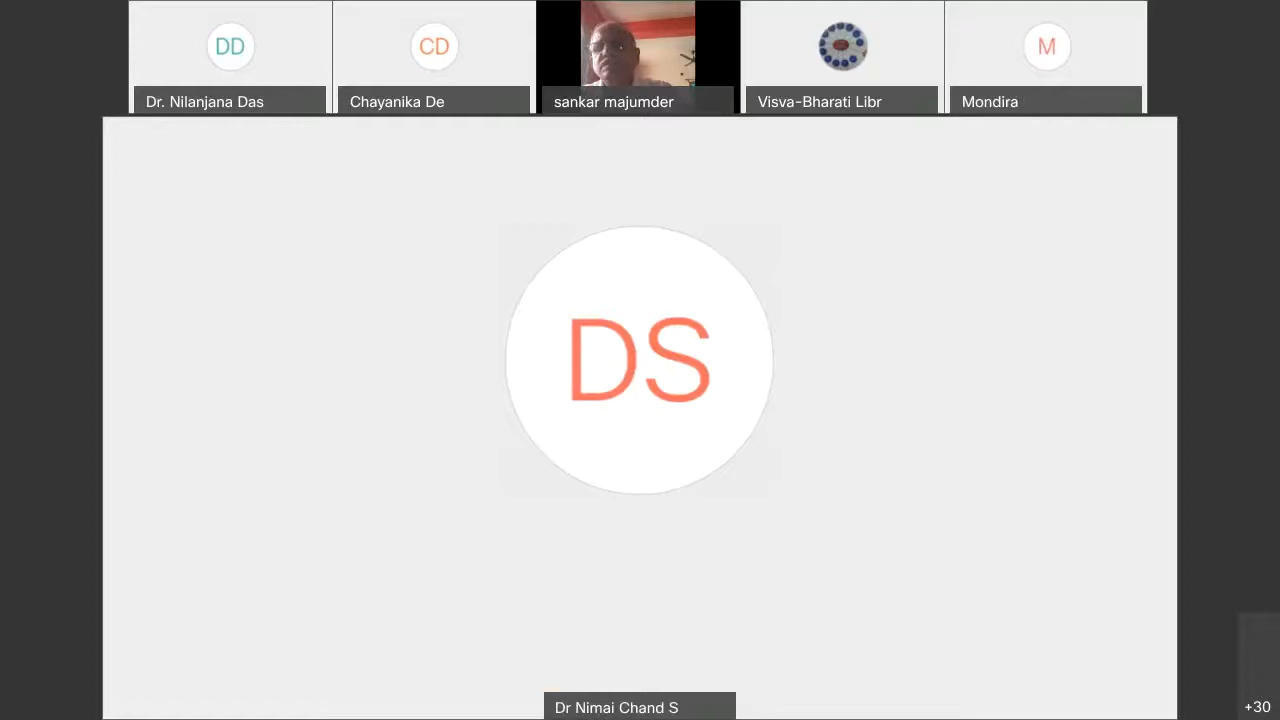 DD
CD
M
Dr. Nilanjana Das
Chayanika De
sankar majumder
Visva-Bharati Libr
Mondira
DS
Dr Nimai Chand S
+30